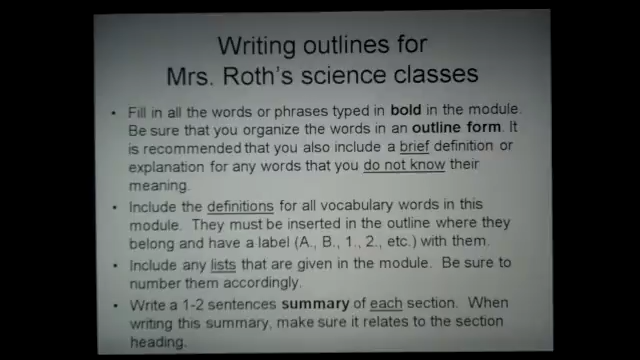 Writing outlines for
Mrs. Roth's science classes
• Fill in all the words or phrases typed in bold in the module.
Be sure that you organize the words in an outline form. It
is recommended that you also include a brief definition or
explanation for any words that you do not know their
meaning.
• Include the definitions for all vocabulary words in this
module. They must be inserted in the outline where they
belong and have a label (A., B., 1., 2., etc.) with them.
• Include any lists that are given in the module. Be sure to
number them accordingly.
• Write a 1-2 sentences summary of each section. When
writing this summary, make sure it relates to the section
heading.